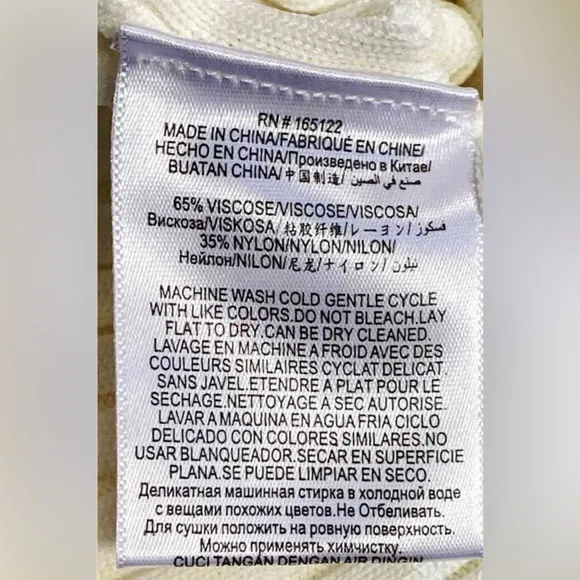 RN # 165122
MADE IN CHINA/FABRIQUÉ EN CHINE/
HECHO EN CHINA/Произведено в Китае/
BUATAN CHINA/中国制造/صنع في الصين
65% VISCOSE/VISCOSE/VISCOSA/
Вискоза/VISKOSA/粘胶纤维/レーヨン/فسكوز
35% NYLON/NYLON/NILON/
Нейлон/NILON/尼龙/ナイロン/نيلون
MACHINE WASH COLD GENTLE CYCLE
WITH LIKE COLORS.DO NOT BLEACH.LAY
FLAT TO DRY.CAN BE DRY CLEANED.
LAVAGE EN MACHINE A FROID AVEC DES
COULEURS SIMILAIRES CYCLAT DELICAT.
SANS JAVEL.ETENDRE A PLAT POUR LE
SECHAGE.NETTOYAGE A SEC AUTORISE.
LAVAR A MAQUINA EN AGUA FRIA CICLO
DELICADO CON COLORES SIMILARES.NO
USAR BLANQUEADOR.SECAR EN SUPERFICIE
PLANA.SE PUEDE LIMPIAR EN SECO.
Деликатная машинная стирка в холодной воде
с вещами похожих цветов.Не Отбеливать.
Для сушки положить на ровную поверхность.
Можно применять химчистку.
CUCI TANGAN DENGAN AIR DINGIN